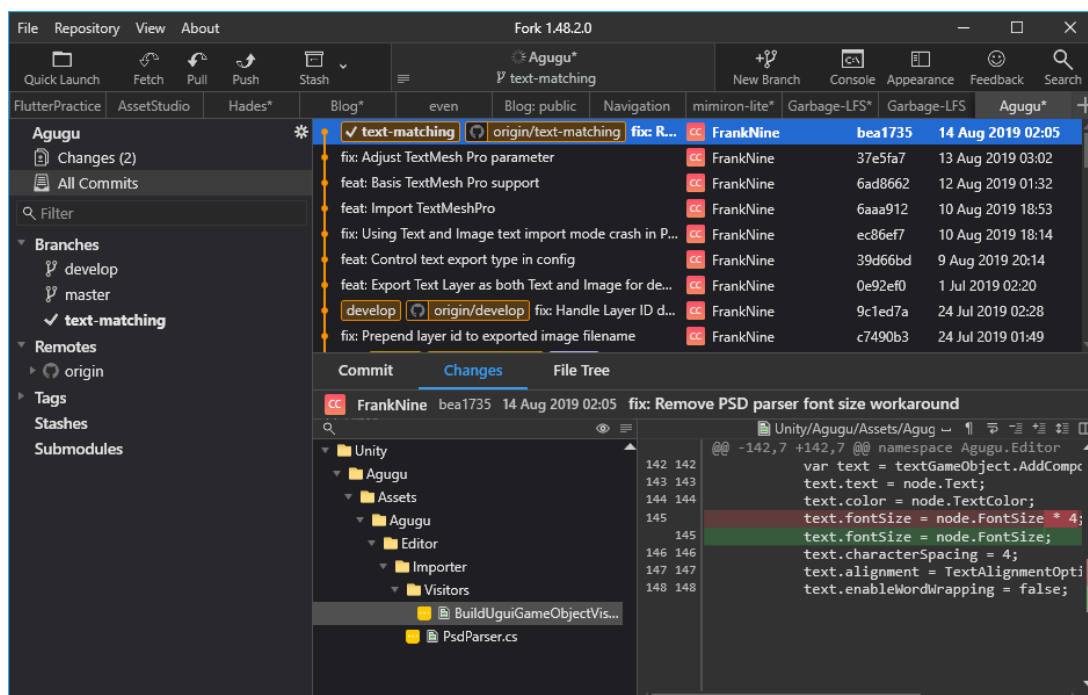 File Repository View About Fork 1.48.2.0
Quick Launch Fetch Pull Push Stash Agugu* text-matching New Branch Console Appearance Feedback Search
FlutterPractice AssetStudio Hades* Blog* even Blog: public Navigation mimiron-lite* Garbage-LFS* Garbage-LFS Agugu*
Agugu
Changes (2)
All Commits
Filter
Branches
develop
master
text-matching
Remotes
origin
Tags
Stashes
Submodules
text-matching origin/text-matching fix: R... CC FrankNine bea1735 14 Aug 2019 02:05
fix: Adjust TextMesh Pro parameter CC FrankNine 37e5fa7 13 Aug 2019 03:02
feat: Basis TextMesh Pro support CC FrankNine 6ad8662 12 Aug 2019 01:32
feat: Import TextMeshPro CC FrankNine 6aaa912 10 Aug 2019 18:53
fix: Using Text and Image text import mode crash in P... CC FrankNine ec86ef7 10 Aug 2019 18:14
feat: Control text export type in config CC FrankNine 39d66bd 9 Aug 2019 20:14
feat: Export Text Layer as both Text and Image for de... CC FrankNine 0e92ef0 1 Jul 2019 02:20
develop origin/develop fix: Handle Layer ID d... CC FrankNine 9c1ed7a 24 Jul 2019 02:28
fix: Prepend layer id to exported image filename CC FrankNine c7490b3 24 Jul 2019 01:49
Commit Changes File Tree
CC FrankNine bea1735 14 Aug 2019 02:05 fix: Remove PSD parser font size workaround
Unity
Agugu
Assets
Agugu
Editor
Importer
Visitors
BuildUguiGameObjectVis...
PsdParser.cs
Unity/Agugu/Assets/Agug
@@ -142,7 +142,7 @@ namespace Agugu.Editor
142 142 var text = textGameObject.AddCompo
143 143 text.text = node.Text;
144 144 text.color = node.TextColor;
145 text.fontSize = node.FontSize * 4;
145 text.fontSize = node.FontSize;
146 146 text.characterSpacing = 4;
147 147 text.alignment = TextAlignmentOpti
148 148 text.enableWordWrapping = false;